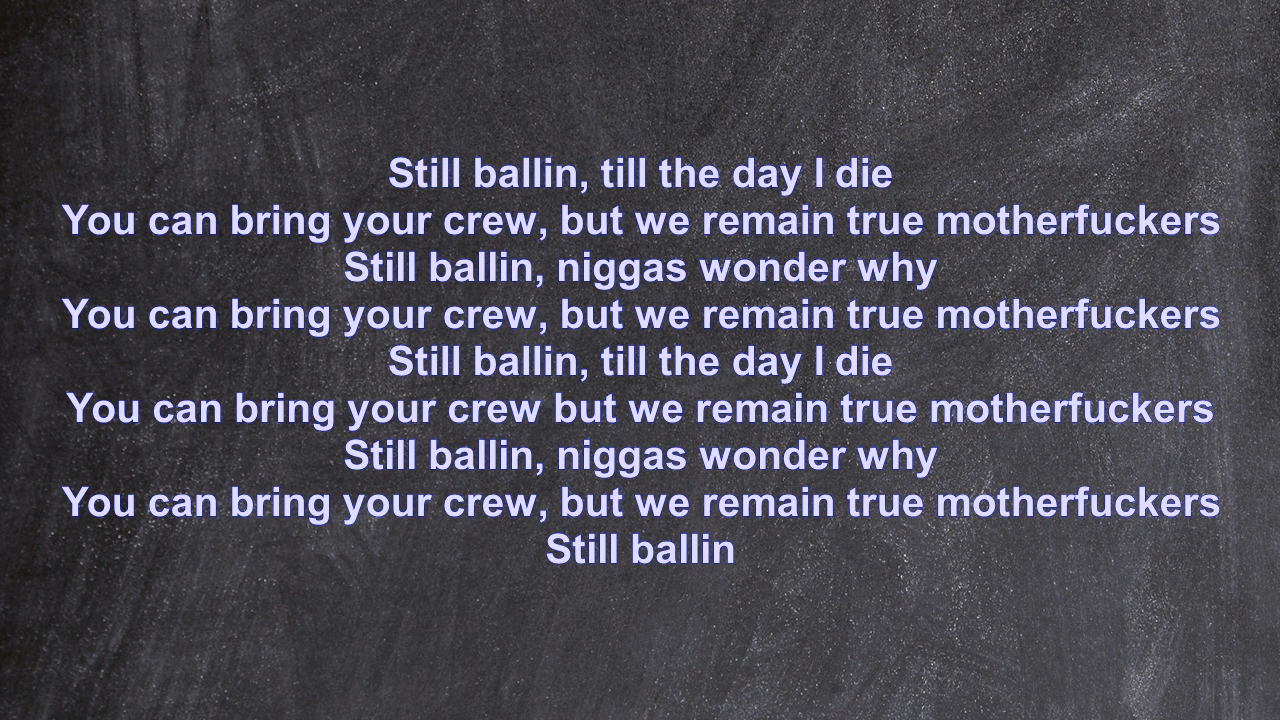 Still ballin, till the day I die
You can bring your crew, but we remain true motherfuckers
Still ballin, niggas wonder why
You can bring your crew, but we remain true motherfuckers
Still ballin, till the day I die
You can bring your crew but we remain true motherfuckers
Still ballin, niggas wonder why
You can bring your crew, but we remain true motherfuckers
Still ballin